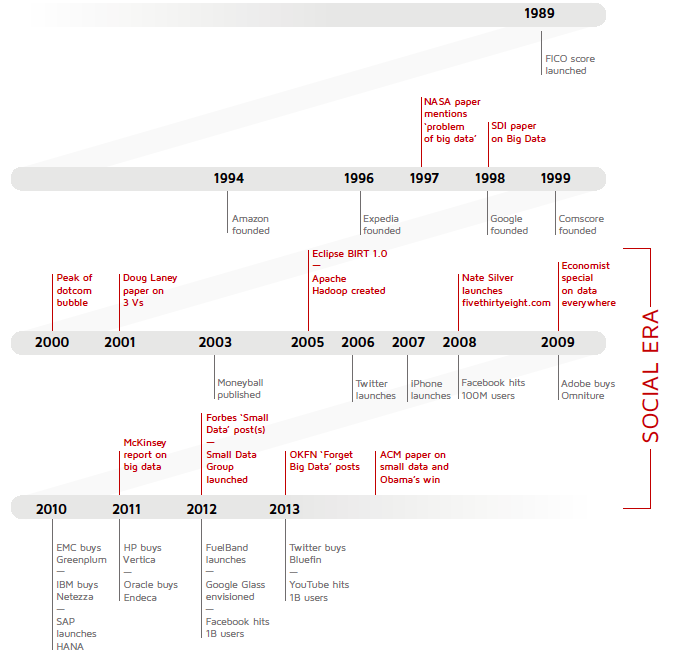 1989
FICO score
launched
NASA paper
mentions
‘problem
of big data’
SDI paper
on Big Data
1994
1996
1997
1998
1999
Amazon
founded
Expedia
founded
Google
founded
Comscore
founded
Peak of
dotcom
bubble
Doug Laney
paper on
3 Vs
Eclipse BIRT 1.0
—
Apache
Hadoop created
Nate Silver
launches
fivethirtyeight.com
Economist
special
on data
everywhere
2000
2001
2003
2005
2006
2007
2008
2009
Moneyball
published
Twitter
launches
iPhone
launches
Facebook hits
100M users
Adobe buys
Omniture
SOCIAL ERA
McKinsey
report on
big data
Forbes ‘Small
Data’ post(s)
—
Small Data
Group
launched
OKFN ‘Forget
Big Data’ posts
ACM paper on
small data and
Obama’s win
2010
2011
2012
2013
EMC buys
Greenplum
—
IBM buys
Netezza
—
SAP
launches
HANA
HP buys
Vertica
—
Oracle buys
Endeca
FuelBand
launches
—
Google Glass
envisioned
—
Facebook hits
1B users
Twitter buys
Bluefin
—
YouTube hits
1B users